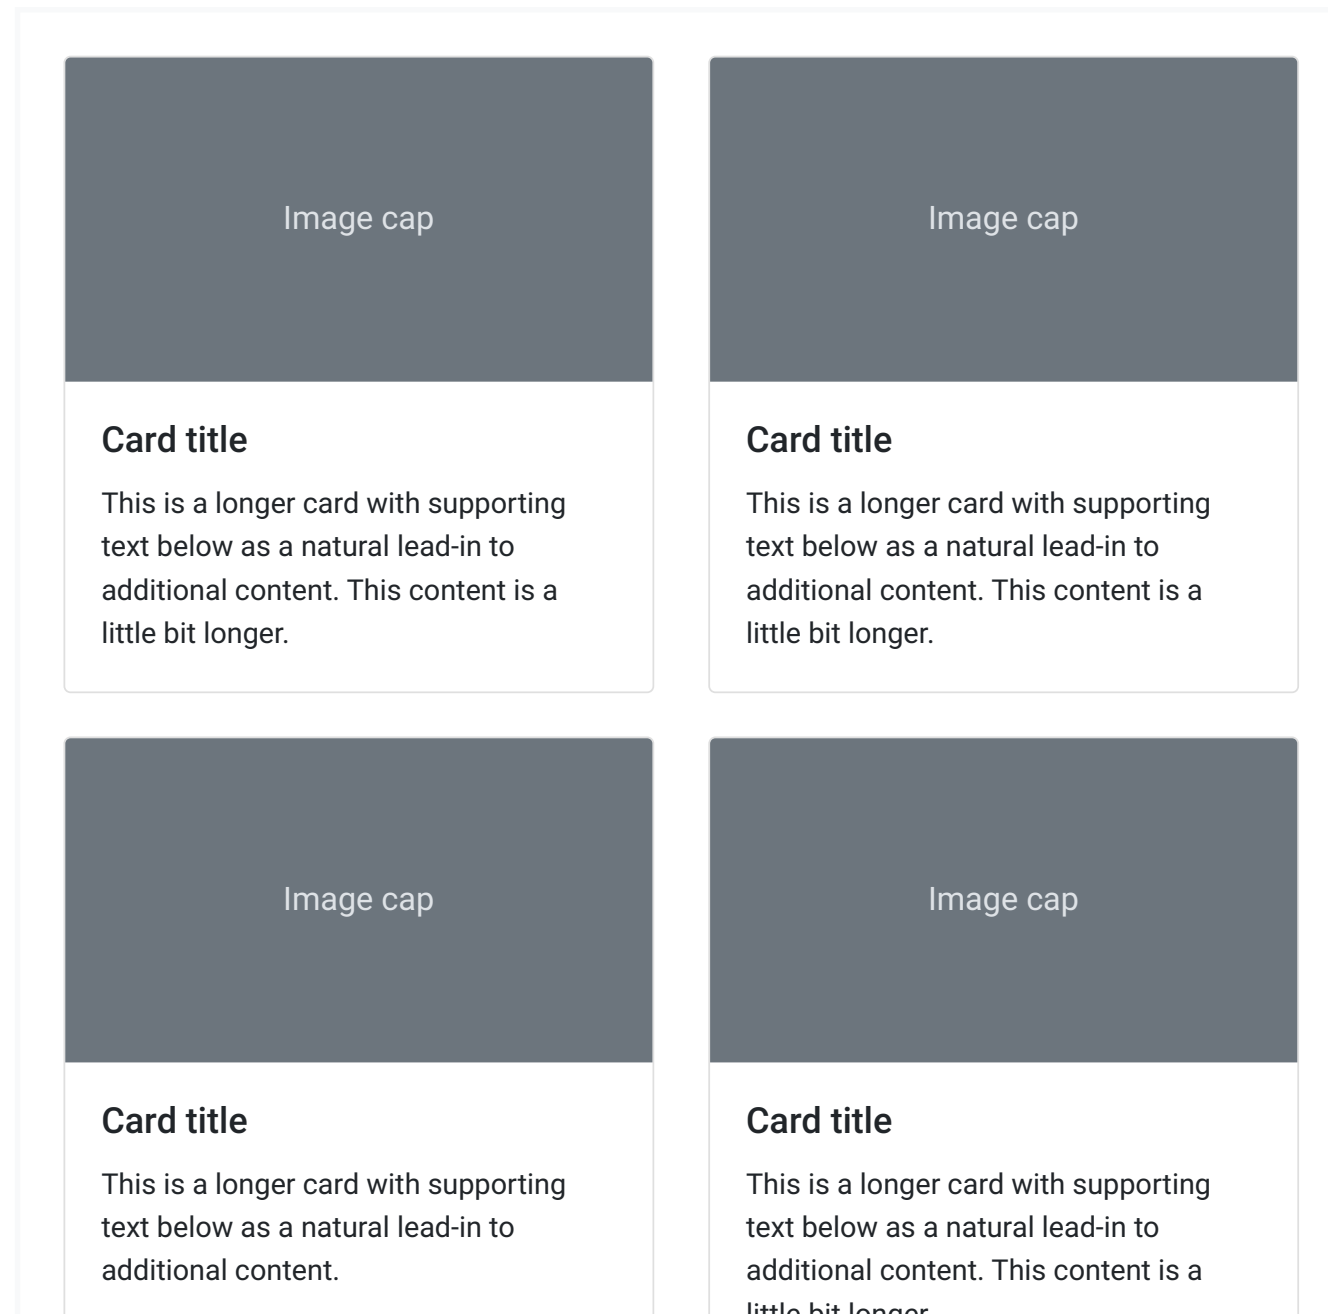 Image cap
Card title
This is a longer card with supporting
text below as a natural lead-in to
additional content. This content is a
little bit longer.
Image cap
Card title
This is a longer card with supporting
text below as a natural lead-in to
additional content. This content is a
little bit longer.
Image cap
Card title
This is a longer card with supporting
text below as a natural lead-in to
additional content.
Image cap
Card title
This is a longer card with supporting
text below as a natural lead-in to
additional content. This content is a
little bit longer